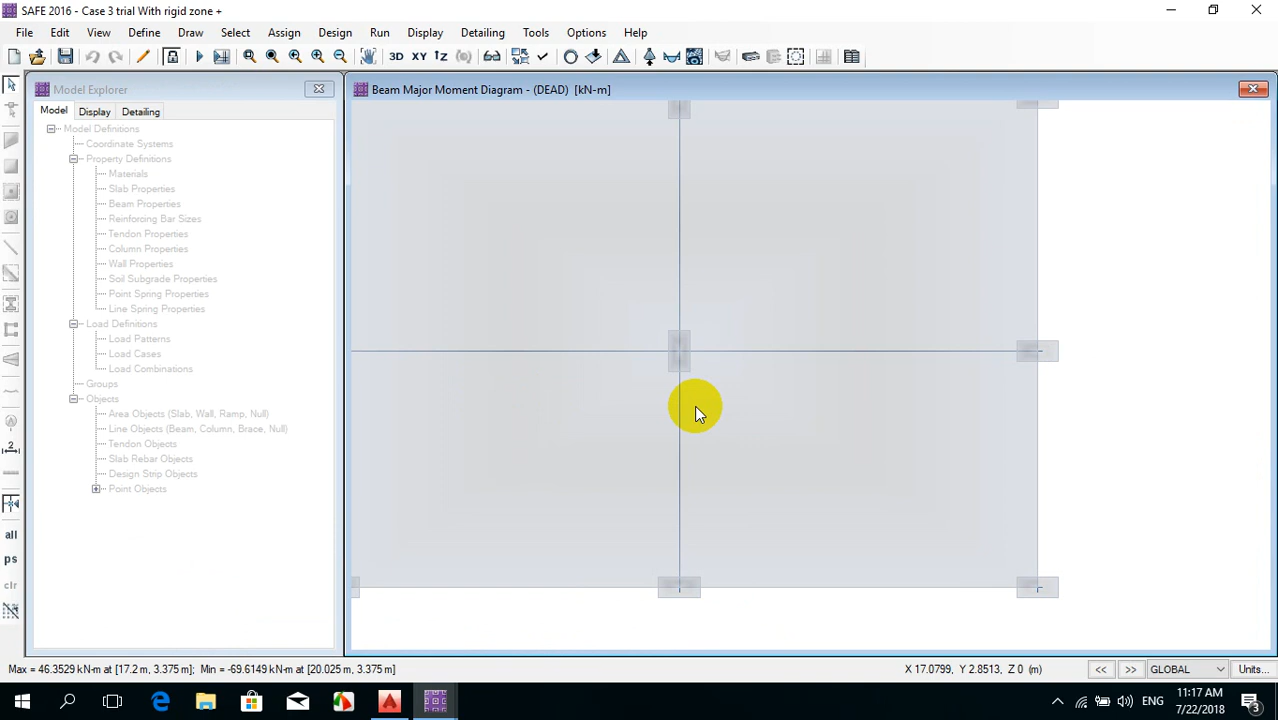 SAFE 2016 - Case 3 trial With rigid zone +
File Edit View Define Draw Select Assign Design Run Display Detailing Tools Options Help
3D XY
Model Explorer
Model Display Detailing
Model Definitions
Coordinate Systems
Property Definitions
Materials
Slab Properties
Beam Properties
Reinforcing Bar Sizes
Tendon Properties
Column Properties
Wall Properties
Soil Subgrade Properties
Point Spring Properties
Line Spring Properties
Load Definitions
Load Patterns
Load Cases
Load Combinations
Groups
Objects
Area Objects (Slab, Wall, Ramp, Null)
Line Objects (Beam, Column, Brace, Null)
Tendon Objects
Slab Rebar Objects
Design Strip Objects
Point Objects
Beam Major Moment Diagram - (DEAD) [kN-m]
all
ps
clr
Max = 46.3529 kN-m at [17.2 m, 3.375 m]; Min = -69.6149 kN-m at [20.025 m, 3.375 m]
X 17.0799, Y 2.8513, Z 0 (m)
<< >> GLOBAL Units...
ENG
11:17 AM
7/22/2018
3